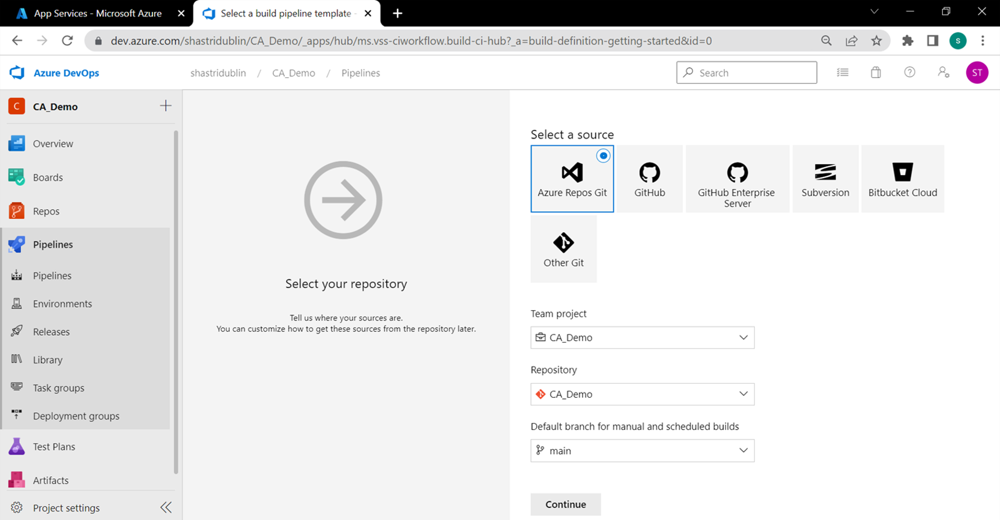 App Services - Microsoft Azure
Select a build pipeline template -
dev.azure.com/shastridublin/CA_Demo/_apps/hub/ms.vss-ciworkflow.build-ci-hub?_a=build-definition-getting-started&id=0
s
Azure DevOps
shastridublin / CA_Demo / Pipelines
Search
ST
C CA_Demo
Overview
Boards
Repos
Pipelines
Pipelines
Environments
Releases
Library
Task groups
Deployment groups
Test Plans
Artifacts
Project settings
Select your repository
Tell us where your sources are.
You can customize how to get these sources from the repository later.
Select a source
Azure Repos Git
GitHub
GitHub Enterprise
Server
Subversion
Bitbucket Cloud
Other Git
Team project
CA_Demo
Repository
CA_Demo
Default branch for manual and scheduled builds
main
Continue